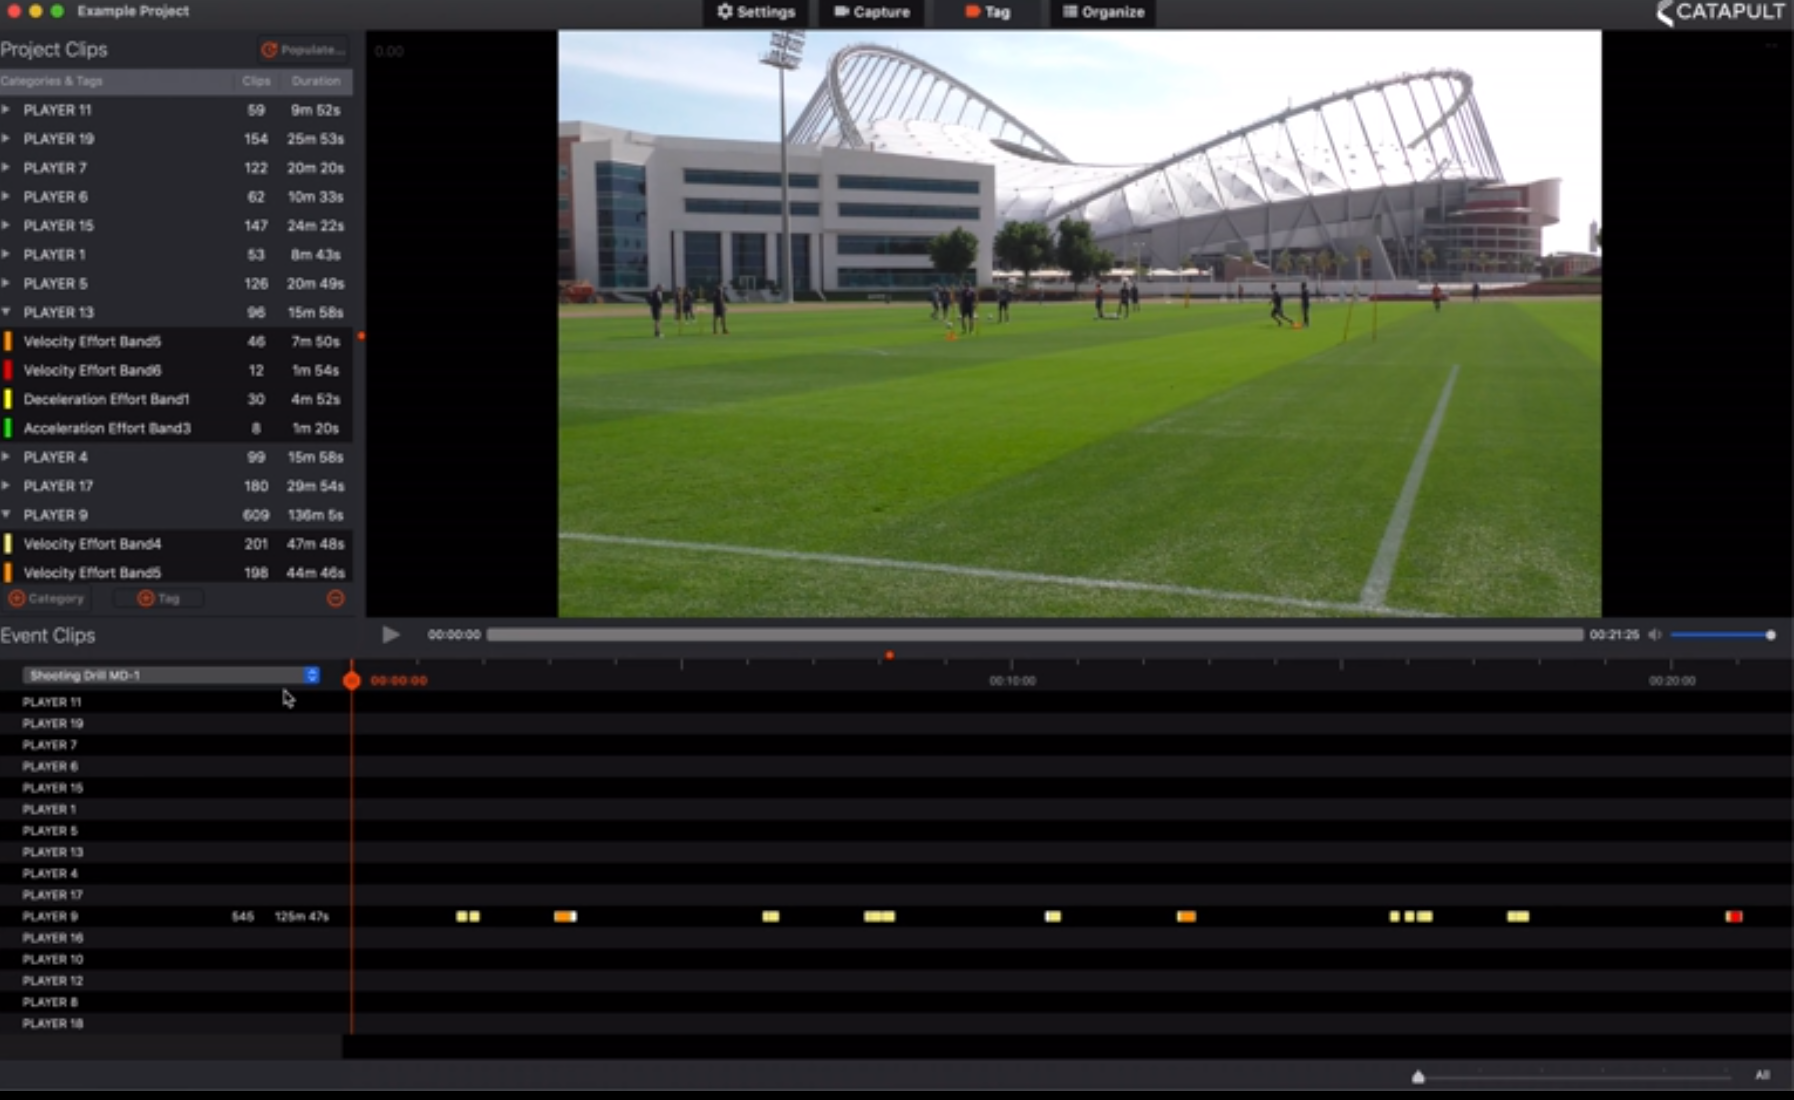 Example Project
Settings
Capture
Tag
Organize
CATAPULT
Project Clips
Populate...
0.00
--
Categories & Tags Clips Duration
PLAYER 11 59 9m 52s
PLAYER 19 154 25m 53s
PLAYER 7 122 20m 20s
PLAYER 6 62 10m 33s
PLAYER 15 147 24m 22s
PLAYER 1 53 8m 43s
PLAYER 5 126 20m 49s
PLAYER 13 96 15m 58s
Velocity Effort Band5 46 7m 50s
Velocity Effort Band6 12 1m 54s
Deceleration Effort Band1 30 4m 52s
Acceleration Effort Band3 8 1m 20s
PLAYER 4 99 15m 58s
PLAYER 17 180 29m 54s
PLAYER 9 609 136m 5s
Velocity Effort Band4 201 47m 48s
Velocity Effort Band5 198 44m 46s
Category
Tag
Event Clips
00:00:00
00:21:25
Shooting Drill MD-1
00:00:00
00:10:00
00:20:00
PLAYER 11
PLAYER 19
PLAYER 7
PLAYER 6
PLAYER 15
PLAYER 1
PLAYER 5
PLAYER 13
PLAYER 4
PLAYER 17
PLAYER 9 545 125m 47s
PLAYER 16
PLAYER 10
PLAYER 12
PLAYER 8
PLAYER 18
All